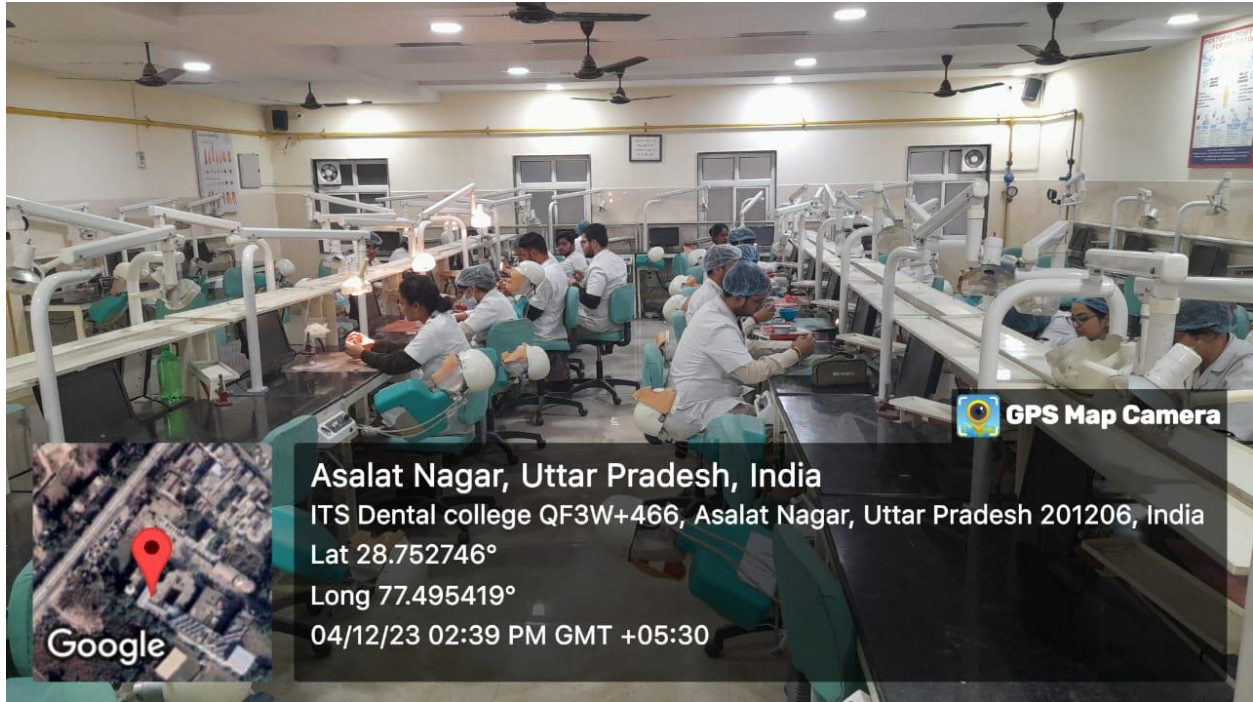 GPS Map Camera
Asalat Nagar, Uttar Pradesh, India
ITS Dental college QF3W+466, Asalat Nagar, Uttar Pradesh 201206, India
Lat 28.752746°
Long 77.495419°
04/12/23 02:39 PM GMT +05:30
Google